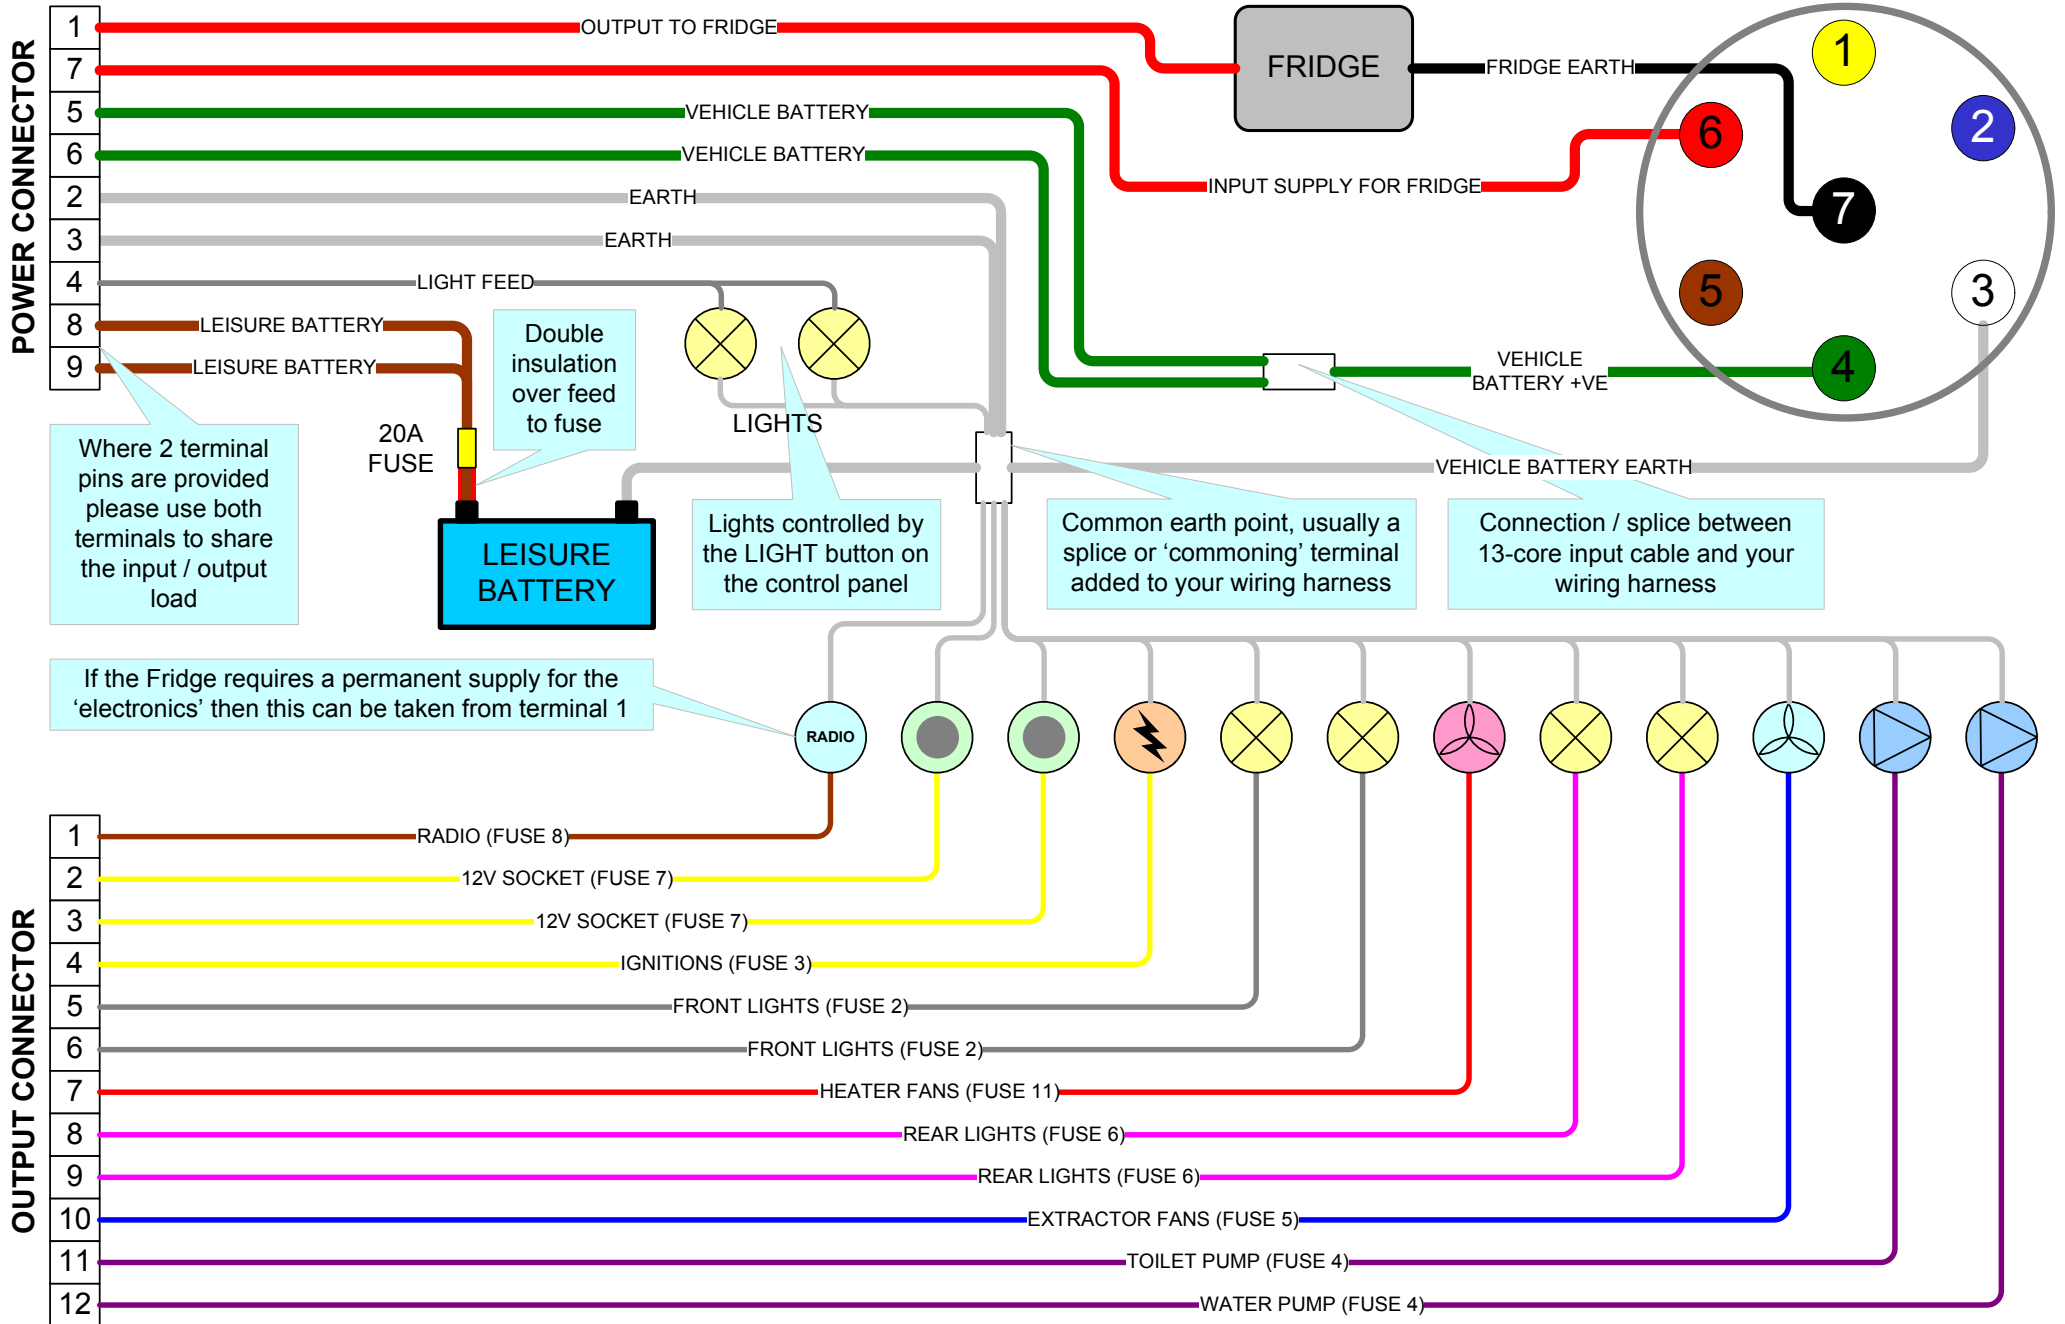 POWER CONNECTOR
1
OUTPUT TO FRIDGE
7
5
VEHICLE BATTERY
6
VEHICLE BATTERY
2
EARTH
3
EARTH
4
LIGHT FEED
8
LEISURE BATTERY
9
LEISURE BATTERY
FRIDGE
FRIDGE EARTH
INPUT SUPPLY FOR FRIDGE
1
2
6
7
5
3
4
VEHICLE
BATTERY +VE
VEHICLE BATTERY EARTH
Double
insulation
over feed
to fuse
LIGHTS
20A
FUSE
Where 2 terminal
pins are provided
please use both
terminals to share
the input / output
load
LEISURE
BATTERY
Lights controlled by
the LIGHT button on
the control panel
Common earth point, usually a
splice or ‘commoning’ terminal
added to your wiring harness
Connection / splice between
13-core input cable and your
wiring harness
If the Fridge requires a permanent supply for the
‘electronics’ then this can be taken from terminal 1
RADIO
OUTPUT CONNECTOR
1
RADIO (FUSE 8)
2
12V SOCKET (FUSE 7)
3
12V SOCKET (FUSE 7)
4
IGNITIONS (FUSE 3)
5
FRONT LIGHTS (FUSE 2)
6
FRONT LIGHTS (FUSE 2)
7
HEATER FANS (FUSE 11)
8
REAR LIGHTS (FUSE 6)
9
REAR LIGHTS (FUSE 6)
10
EXTRACTOR FANS (FUSE 5)
11
TOILET PUMP (FUSE 4)
12
WATER PUMP (FUSE 4)